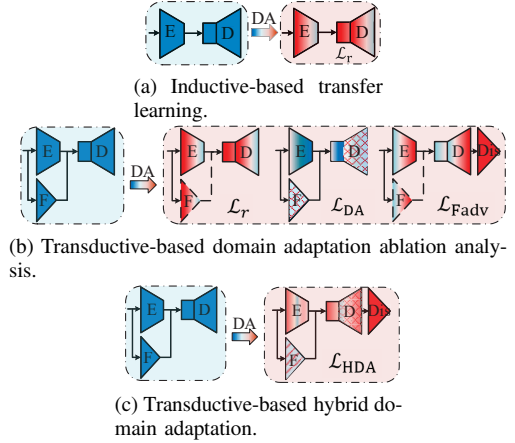 E D DA E D
ℒr
(a) Inductive-based transfer
learning.
E D E D E D E D Dis
DA
F F F F
ℒr ℒDA ℒFadv
(b) Transductive-based domain adaptation ablation analy-
sis.
E D DA E D Dis
F E ℒHDA
(c) Transductive-based hybrid do-
main adaptation.